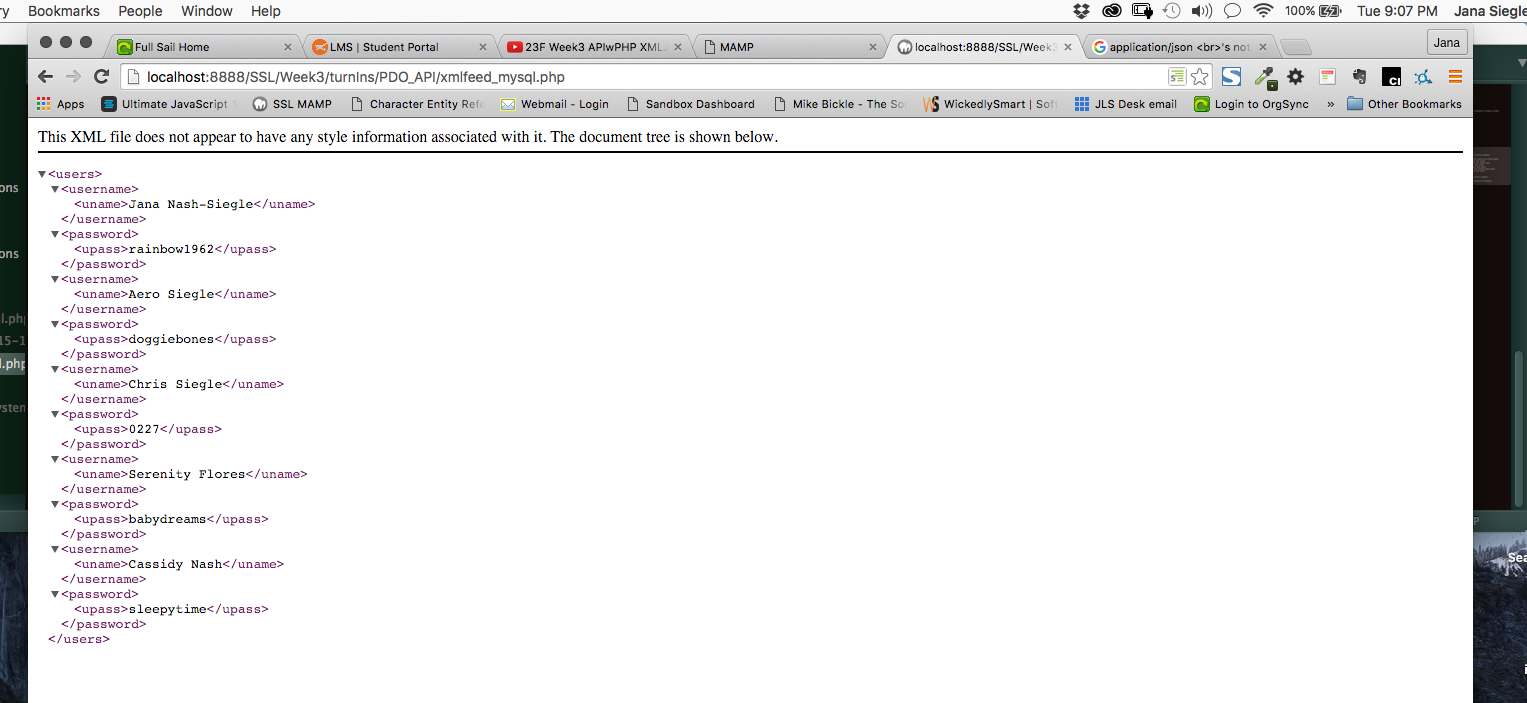 ry Bookmarks People Window Help 100% Tue 9:07 PM Jana Siegle
Full Sail Home LMS | Student Portal 23F Week3 APIwPHP XMLJ MAMP localhost:8888/SSL/Week3 application/json <br>'s not Jana
localhost:8888/SSL/Week3/turnIns/PDO_API/xmlfeed_mysql.php
Apps Ultimate JavaScript SSL MAMP Character Entity Refe Webmail - Login Sandbox Dashboard Mike Bickle - The So WickedlySmart | Soft JLS Desk email Login to OrgSync » Other Bookmarks
This XML file does not appear to have any style information associated with it. The document tree is shown below.
<users>
<username>
<uname>Jana Nash-Siegle</uname>
</username>
<password>
<upass>rainbow1962</upass>
</password>
<username>
<uname>Aero Siegle</uname>
</username>
<password>
<upass>doggiebones</upass>
</password>
<username>
<uname>Chris Siegle</uname>
</username>
<password>
<upass>0227</upass>
</password>
<username>
<uname>Serenity Flores</uname>
</username>
<password>
<upass>babydreams</upass>
</password>
<username>
<uname>Cassidy Nash</uname>
</username>
<password>
<upass>sleepytime</upass>
</password>
</users>
ons
ons
l.php
15-1
l.php
ystem
Sea